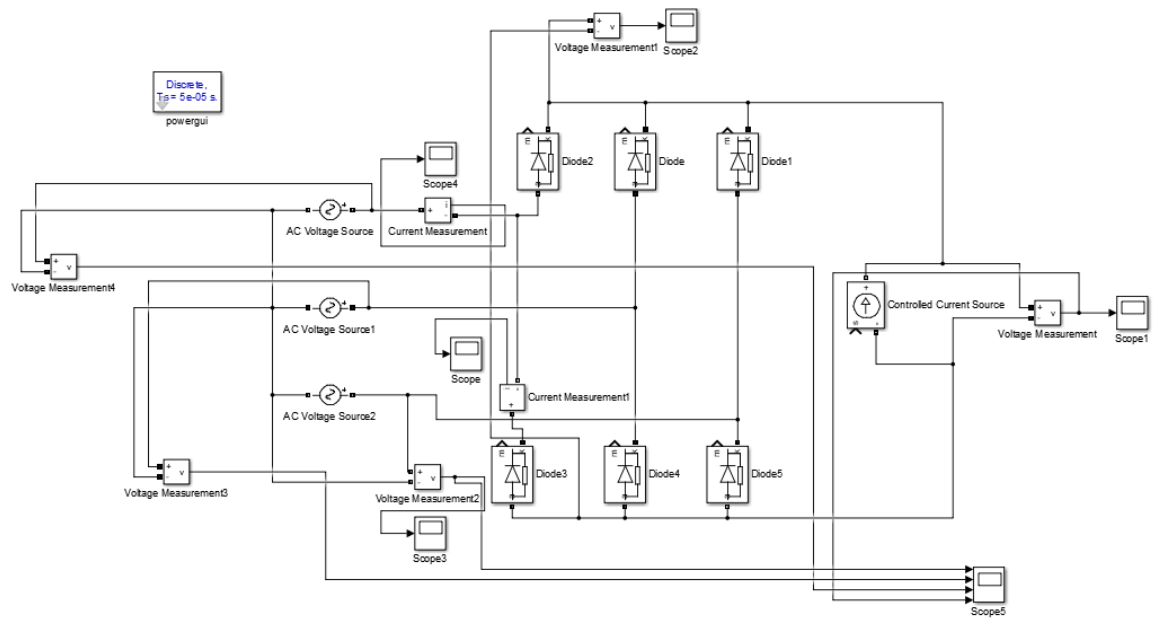 Voltage Measurement1
Scope2
Discrete,
Ts = 5e-05 s.
powergui
Diode2
Diode
Diode1
Scope4
AC Voltage Source
Current Measurement
Voltage Measurement4
Controlled Current Source
AC Voltage Source1
Voltage Measurement
Scope1
Scope
AC Voltage Source2
Current Measurement1
Diode3
Diode4
Diode5
Voltage Measurement3
Voltage Measurement2
Scope3
Scope5